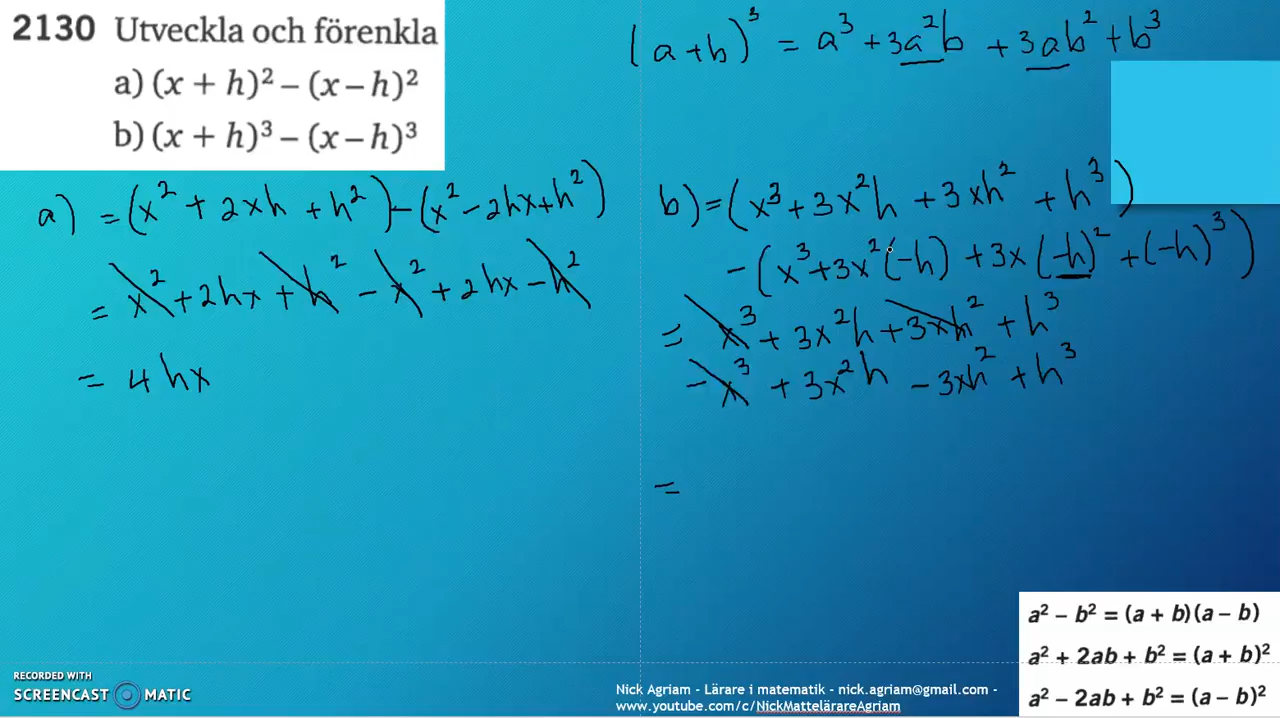 2130 Utveckla och förenkla
a) (x + h)² – (x – h)²
b) (x + h)³ – (x – h)³
(a+b)³ = a³ + 3a²b + 3ab² + b³
a) = (x² + 2xh + h²) – (x² – 2hx + h²)
= x² + 2hx + h² – x² + 2hx – h²
= 4hx
b) = (x³ + 3x²h + 3xh² + h³)
– (x³ + 3x²(-h) + 3x(-h)² + (-h)³)
= x³ + 3x²h + 3xh² + h³
– x³ + 3x²h – 3xh² + h³
=
a² – b² = (a + b)(a – b)
a² + 2ab + b² = (a + b)²
a² – 2ab + b² = (a – b)²
RECORDED WITH
SCREENCAST MATIC
Nick Agriam - Lärare i matematik - nick.agriam@gmail.com -
www.youtube.com/c/NickMattelärareAgriam